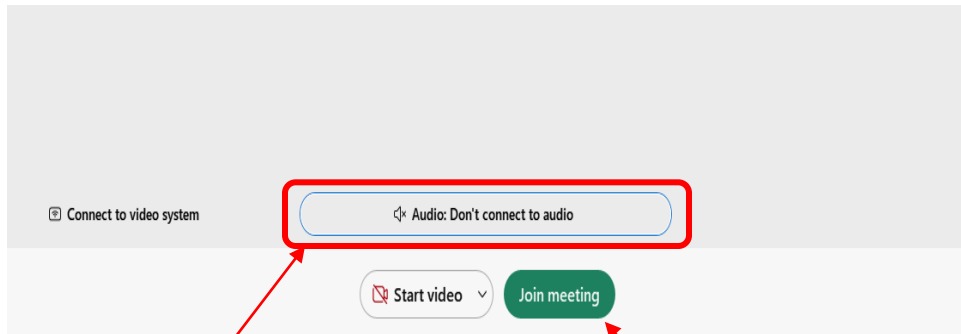 Connect to video system
Audio: Don't connect to audio
Start video
Join meeting